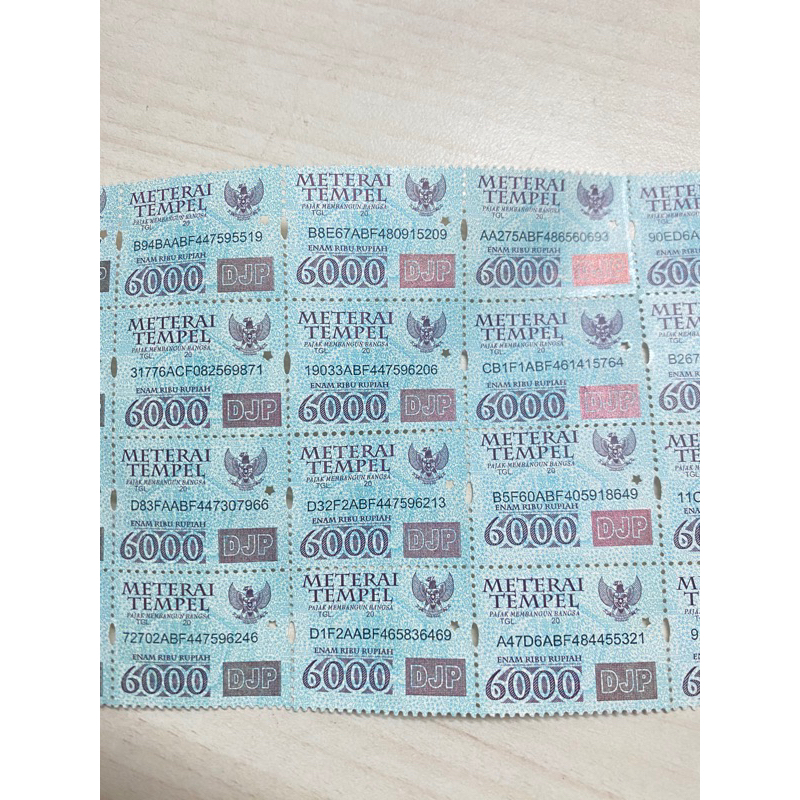 METERAI
TEMPEL
PAJAK MEMBANGUN BANGSA
TGL. 20
B94BAABF447595519
ENAM RIBU RUPIAH
6000 DJP
METERAI
TEMPEL
PAJAK MEMBANGUN BANGSA
TGL. 20
B8E67ABF480915209
ENAM RIBU RUPIAH
6000 DJP
METERAI
TEMPEL
PAJAK MEMBANGUN BANGSA
TGL. 20
AA275ABF486560693
ENAM RIBU RUPIAH
6000 DJP
METERAI
TEMPEL
PAJAK MEMBANGUN BANGSA
TGL. 20
31776ACF082569871
ENAM RIBU RUPIAH
6000 DJP
METERAI
TEMPEL
PAJAK MEMBANGUN BANGSA
TGL. 20
19033ABF447596206
ENAM RIBU RUPIAH
6000 DJP
METERAI
TEMPEL
PAJAK MEMBANGUN BANGSA
TGL. 20
CB1F1ABF461415764
ENAM RIBU RUPIAH
6000 DJP
METERAI
TEMPEL
PAJAK MEMBANGUN BANGSA
TGL. 20
D83FAABF447307966
ENAM RIBU RUPIAH
6000 DJP
METERAI
TEMPEL
PAJAK MEMBANGUN BANGSA
TGL. 20
D32F2ABF447596213
ENAM RIBU RUPIAH
6000 DJP
METERAI
TEMPEL
PAJAK MEMBANGUN BANGSA
TGL. 20
B5F60ABF405918649
ENAM RIBU RUPIAH
6000 DJP
METERAI
TEMPEL
PAJAK MEMBANGUN BANGSA
TGL. 20
72702ABF447596246
ENAM RIBU RUPIAH
6000 DJP
METERAI
TEMPEL
PAJAK MEMBANGUN BANGSA
TGL. 20
D1F2AABF465836469
ENAM RIBU RUPIAH
6000 DJP
METERAI
TEMPEL
PAJAK MEMBANGUN BANGSA
TGL. 20
A47D6ABF484455321
ENAM RIBU RUPIAH
6000 DJP